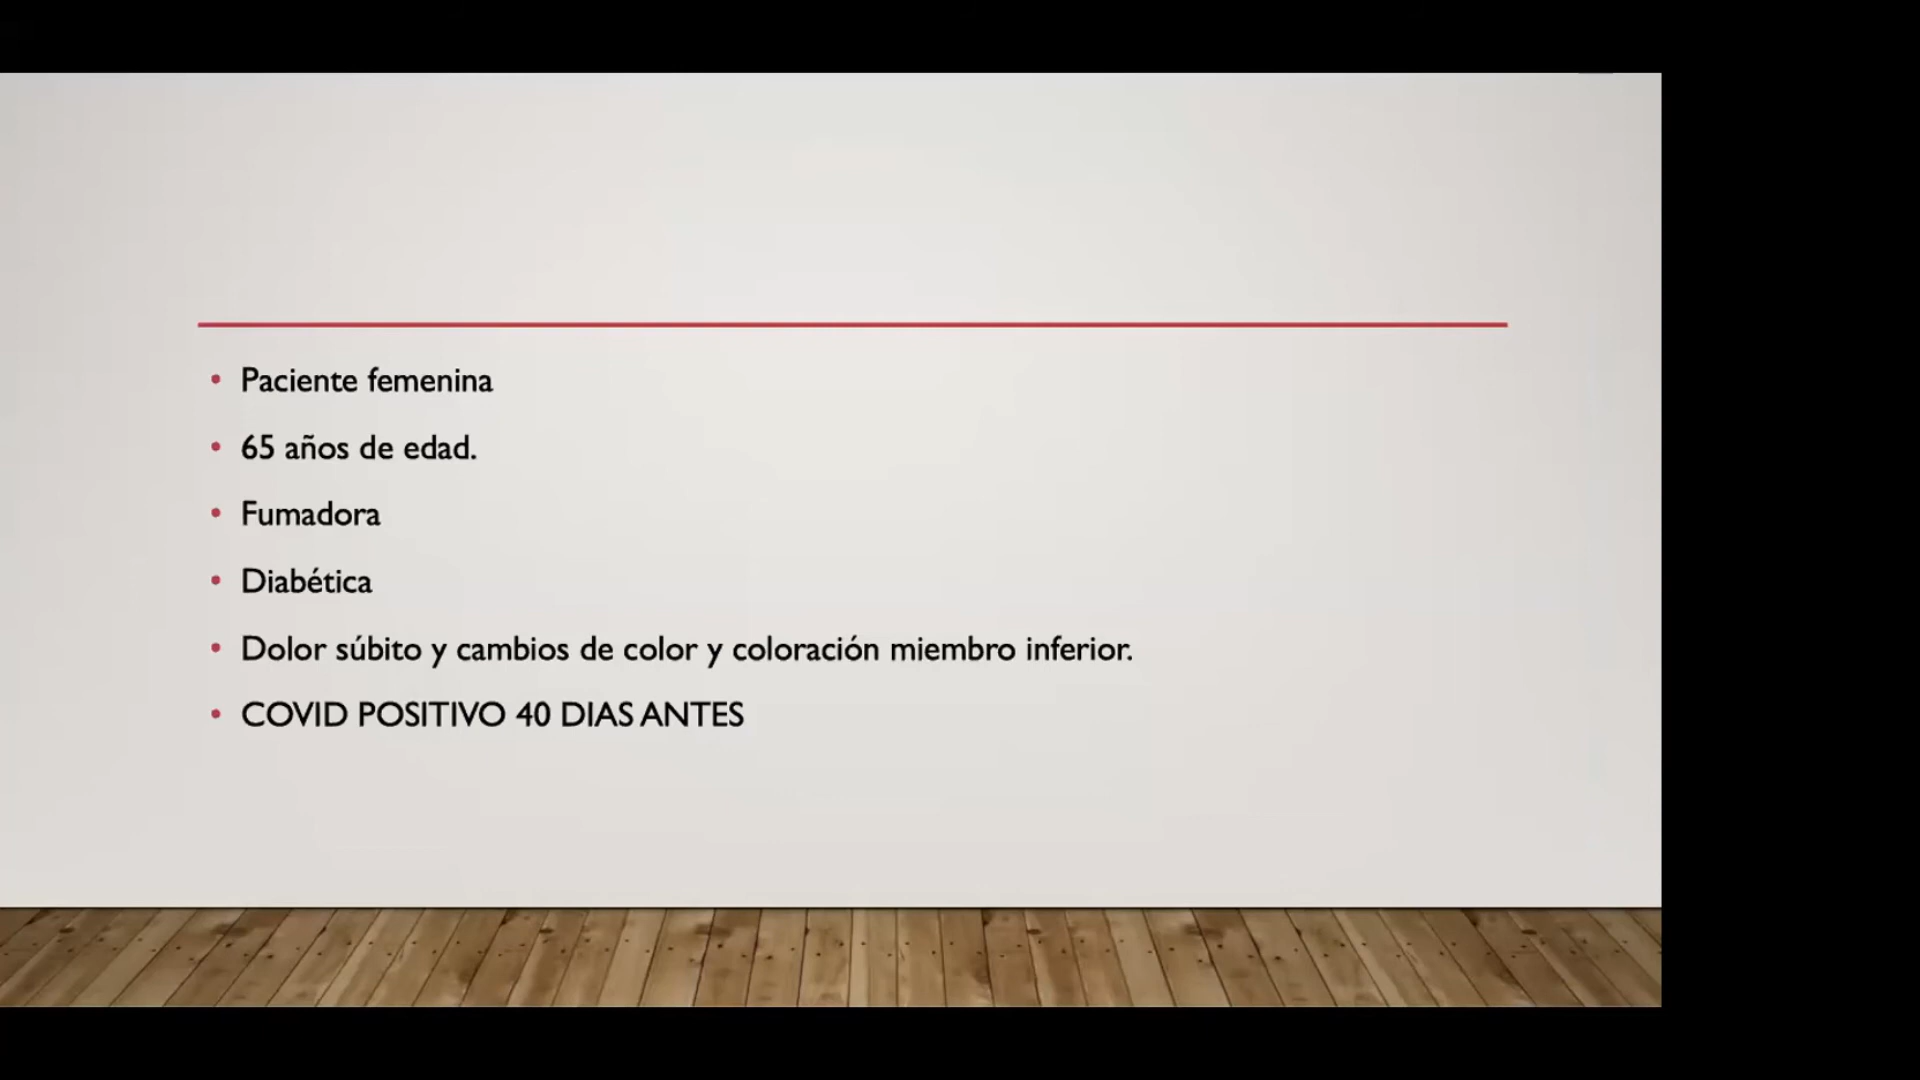 Paciente femenina
65 años de edad.
Fumadora
Diabética
Dolor súbito y cambios de color y coloración miembro inferior.
COVID POSITIVO 40 DIAS ANTES